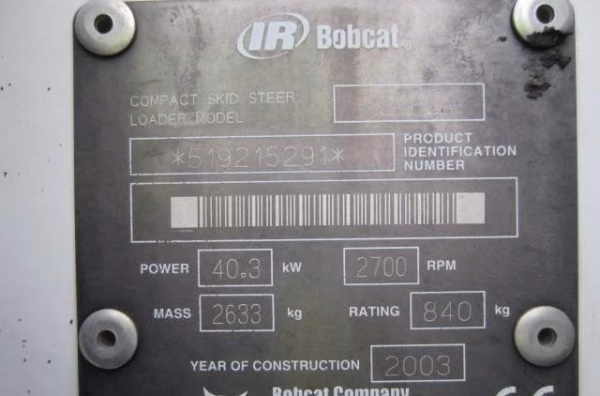 IR Bobcat
COMPACT SKID STEER
LOADER MODEL
*519215291*
PRODUCT
IDENTIFICATION
NUMBER
POWER 40.3 kW 2700 RPM
MASS 2633 kg RATING 840 kg
YEAR OF CONSTRUCTION 2003
Bobcat Company
CE